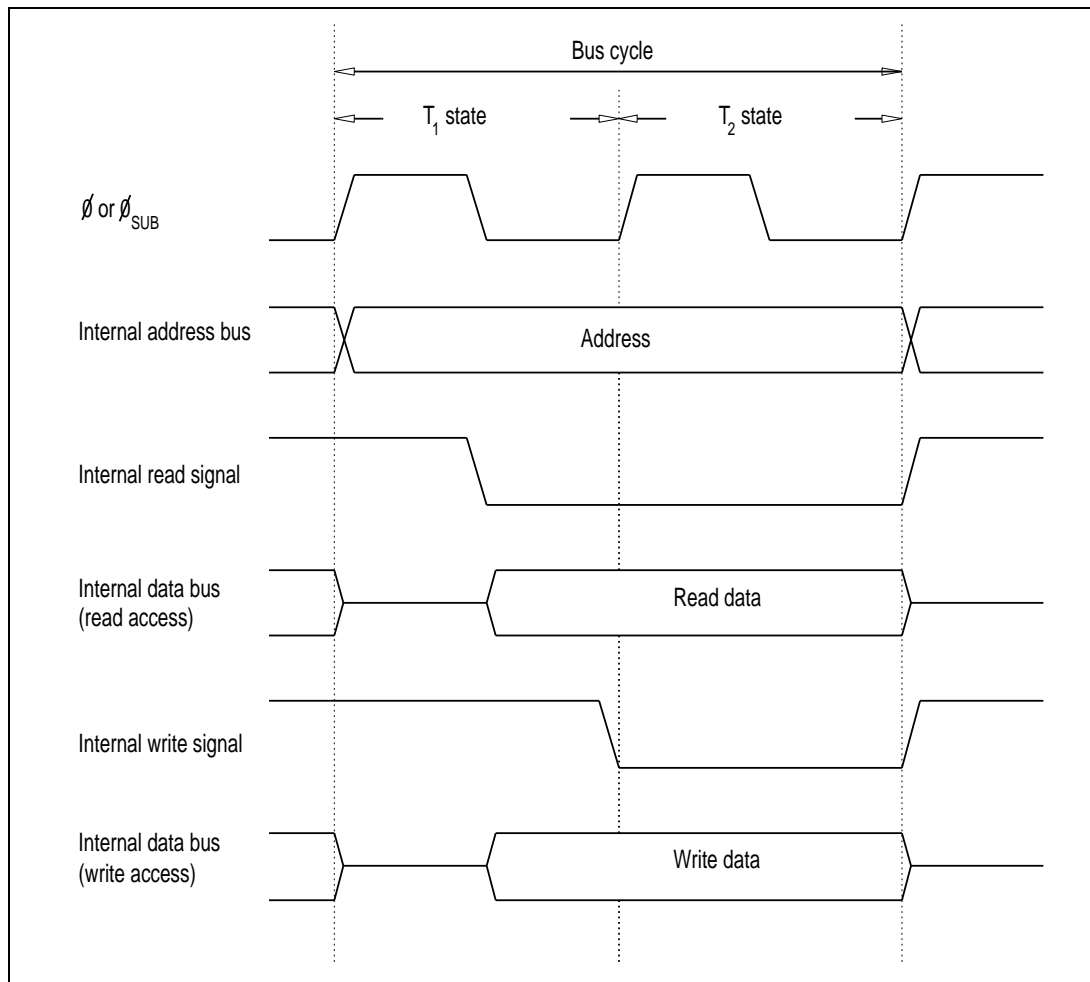 Bus cycle
T1 state
T2 state
ø or øSUB
Internal address bus
Address
Internal read signal
Internal data bus
(read access)
Read data
Internal write signal
Internal data bus
(write access)
Write data